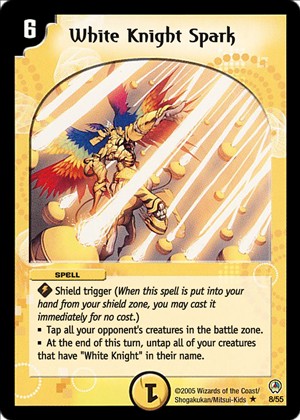 6
White Knight Spark
SPELL
Shield trigger (When this spell is put into your
hand from your shield zone, you may cast it
immediately for no cost.)
▪ Tap all your opponent's creatures in the battle zone.
▪ At the end of this turn, untap all of your creatures
that have "White Knight" in their name.
1
©2005 Wizards of the Coast/
Shogakukan/Mitsui-Kids ★ 8/55